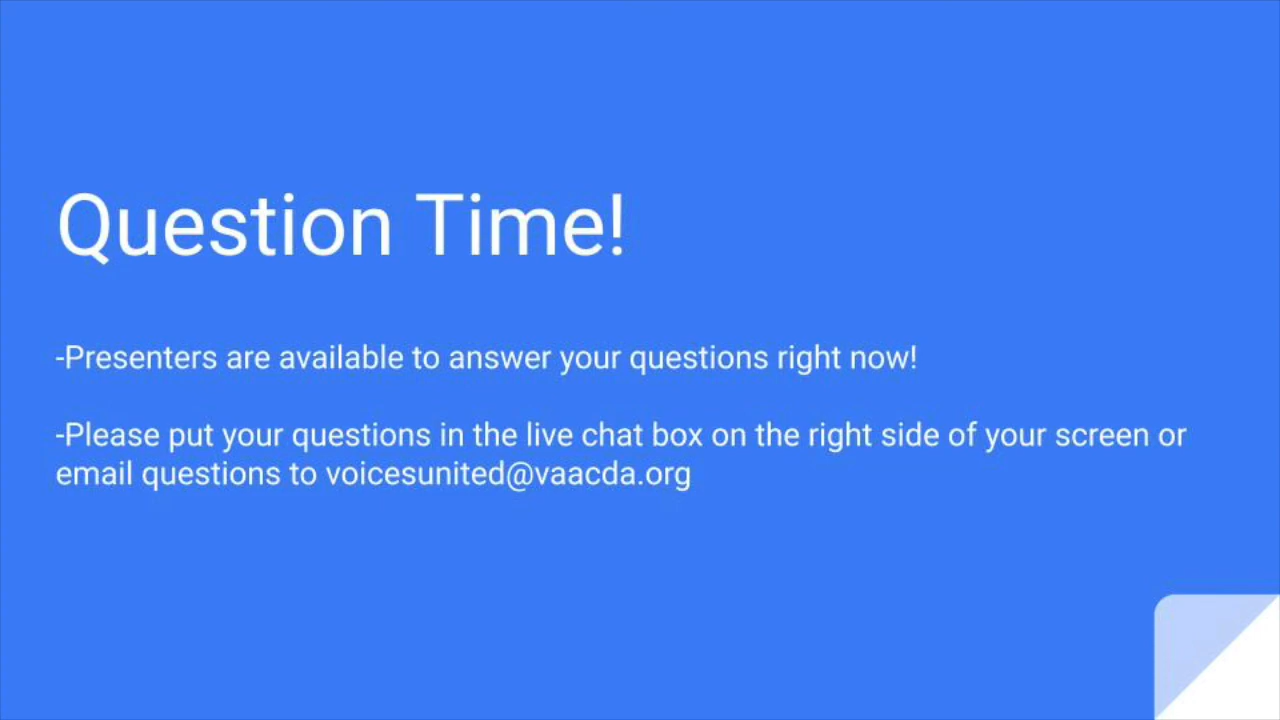 Question Time!
-Presenters are available to answer your questions right now!
-Please put your questions in the live chat box on the right side of your screen or
email questions to voicesunited@vaacda.org